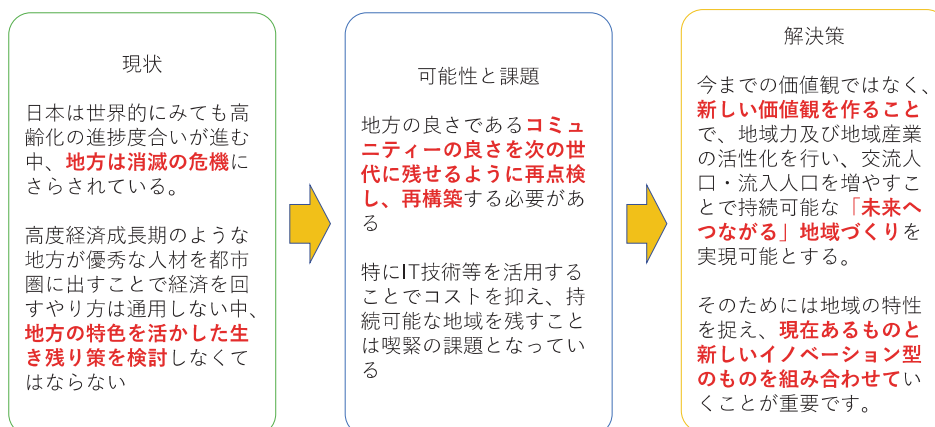 現状
日本は世界的にみても高
齢化の進捗度合いが進む
中、地方は消滅の危機に
さらされている。
高度経済成長期のような
地方が優秀な人材を都市
圏に出すことで経済を回
すやり方は通用しない中、
地方の特色を活かした生
き残り策を検討しなくて
はならない
可能性と課題
地方の良さであるコミュ
ニティーの良さを次の世
代に残せるように再点検
し、再構築する必要があ
る
特にIT技術等を活用する
ことでコストを抑え、持
続可能な地域を残すこと
は喫緊の課題となってい
る
解決策
今までの価値観ではなく、
新しい価値観を作ること
で、地域力及び地域産業
の活性化を行い、交流人
口・流入人口を増やすこ
とで持続可能な「未来へ
つながる」地域づくりを
実現可能とする。
そのためには地域の特性
を捉え、現在あるものと
新しいイノベーション型
のものを組み合わせてい
くことが重要です。